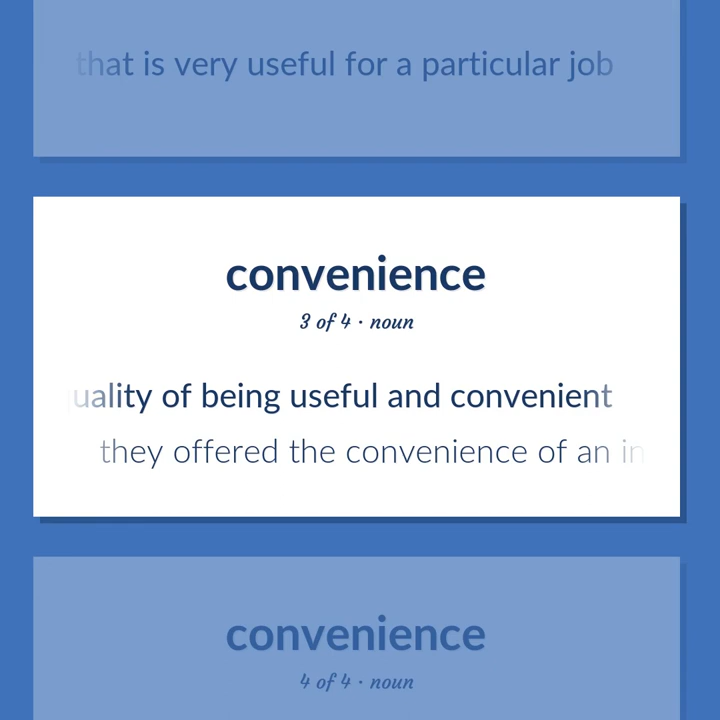 that is very useful for a particular job
convenience
3 of 4 · noun
uality of being useful and convenient
they offered the convenience of an in
convenience
4 of 4 · noun